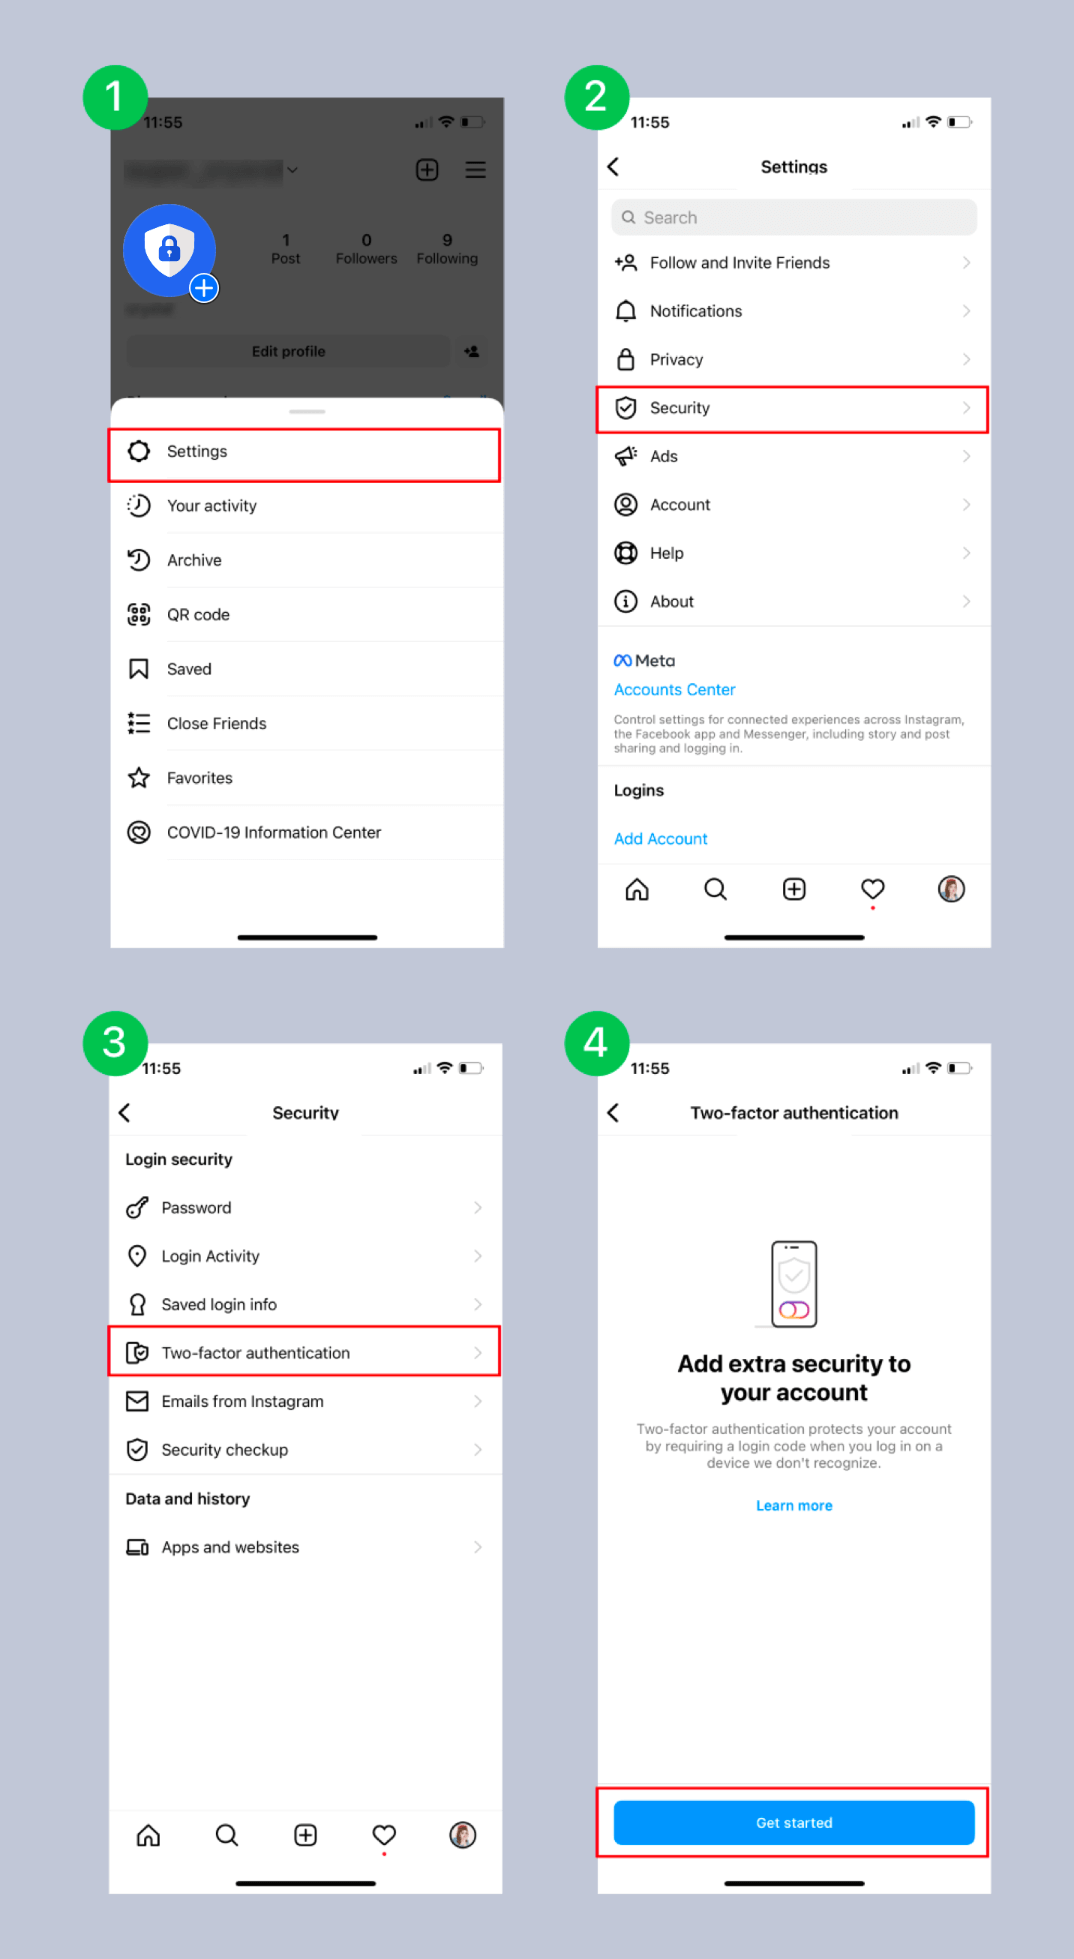 1
11:55
1
0
9
Post
Followers
Following
Edit profile
Settings
Your activity
Archive
QR code
Saved
Close Friends
Favorites
COVID-19 Information Center
2
11:55
Settings
Search
Follow and Invite Friends
Notifications
Privacy
Security
Ads
Account
Help
About
Meta
Accounts Center
Control settings for connected experiences across Instagram,
the Facebook app and Messenger, including story and post
sharing and logging in.
Logins
Add Account
3
11:55
Security
Login security
Password
Login Activity
Saved login info
Two-factor authentication
Emails from Instagram
Security checkup
Data and history
Apps and websites
4
11:55
Two-factor authentication
Add extra security to
your account
Two-factor authentication protects your account
by requiring a login code when you log in on a
device we don't recognize.
Learn more
Get started